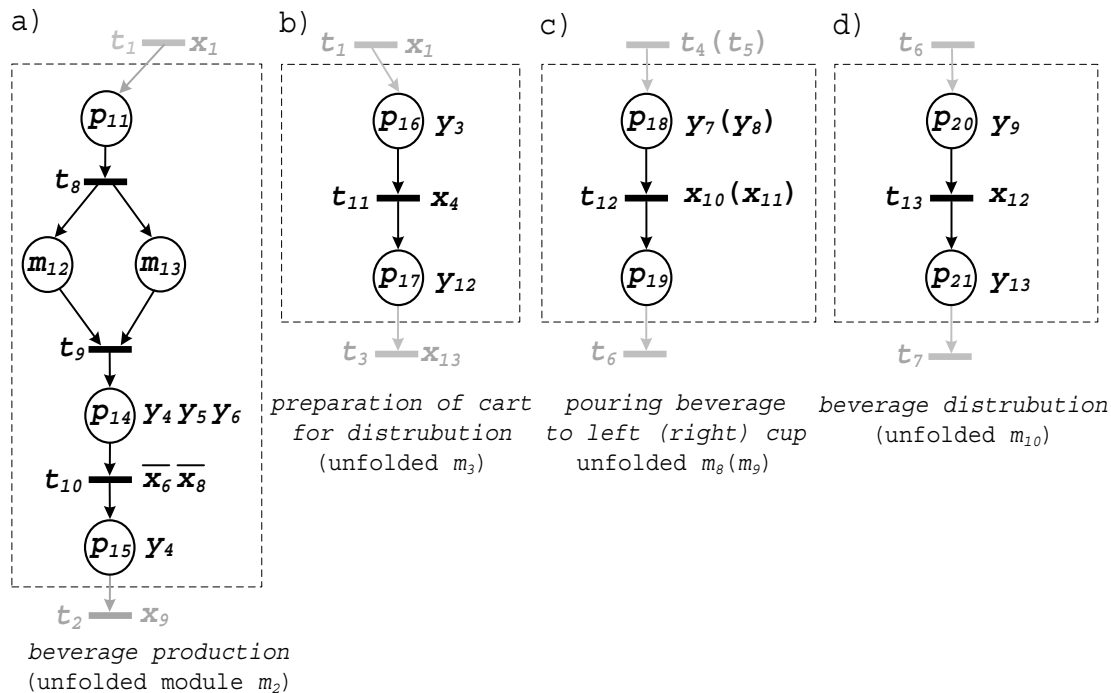 a)
t1 x1
p11
t8
m12 m13
t9
p14 y4 y5 y6
t10 x̅6 x̅8
p15 y4
t2 x9
beverage production
(unfolded module m2)
b)
t1 x1
p16 y3
t11 x4
p17 y12
t3 x13
preparation of cart
for distrubution
(unfolded m3)
c)
t4(t5)
p18 y7(y8)
t12 x10(x11)
p19
t6
pouring beverage
to left (right) cup
unfolded m8(m9)
d)
t6
p20 y9
t13 x12
p21 y13
t7
beverage distrubution
(unfolded m10)